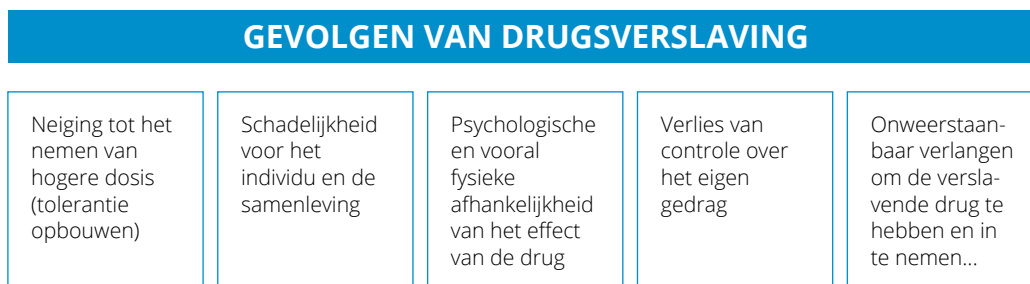 GEVOLGEN VAN DRUGSVERSLAVING
Neiging tot het
nemen van
hogere dosis
(tolerantie
opbouwen)
Schadelijkheid
voor het
individu en de
samenleving
Psychologische
en vooral
fysieke
afhankelijkheid
van het effect
van de drug
Verlies van
controle over
het eigen
gedrag
Onweerstaan-
baar verlangen
om de versla-
vende drug te
hebben en in
te nemen...